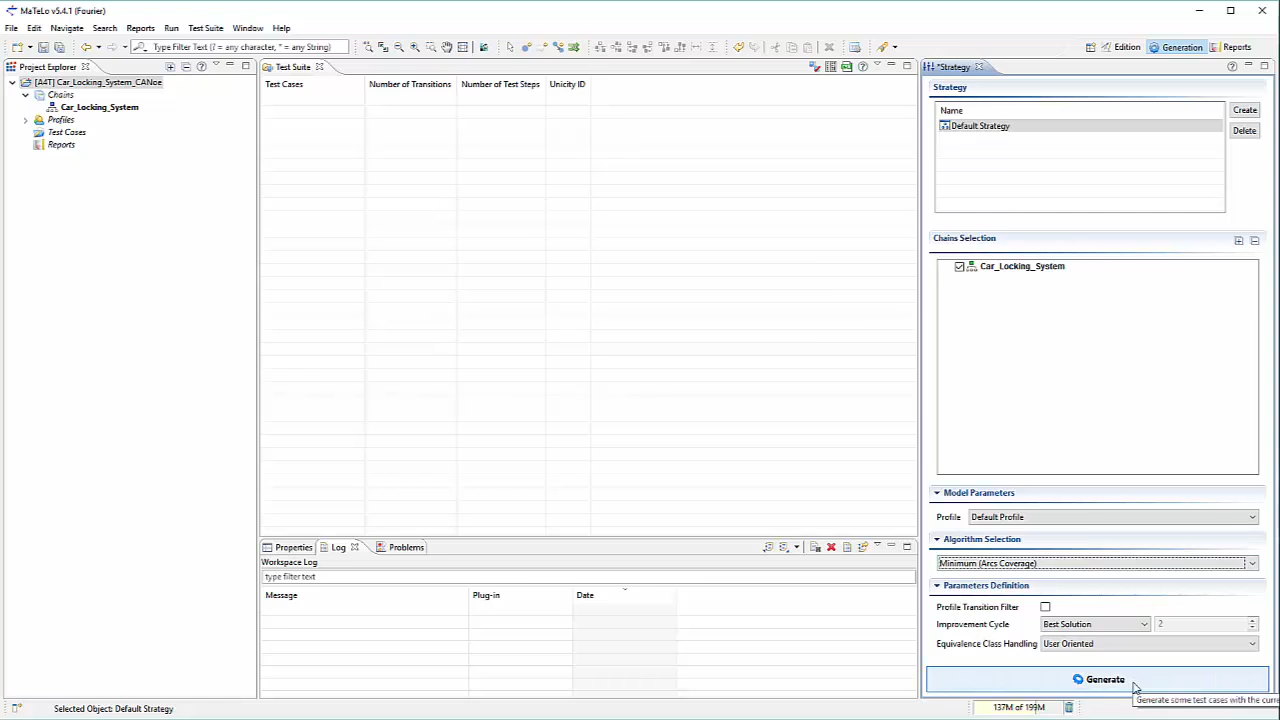 MaTeLo v5.4.1 (Fourier)
File Edit Navigate Search Reports Run Test Suite Window Help
Type Filter Text (? = any character, * = any String)
Edition Generation Reports
Project Explorer
[A4T] Car_Locking_System_CANoe
Chains
Car_Locking_System
Profiles
Test Cases
Reports
Test Suite
Test Cases Number of Transitions Number of Test Steps Unicity ID
*Strategy
Strategy
Name
Default Strategy
Create
Delete
Chains Selection
Car_Locking_System
Model Parameters
Profile Default Profile
Algorithm Selection
Minimum (Arcs Coverage)
Parameters Definition
Profile Transition Filter
Improvement Cycle Best Solution 2
Equivalence Class Handling User Oriented
Generate
Generate some test cases with the curre
Properties Log Problems
Workspace Log
type filter text
Message Plug-in Date
Selected Object: Default Strategy
137M of 199M